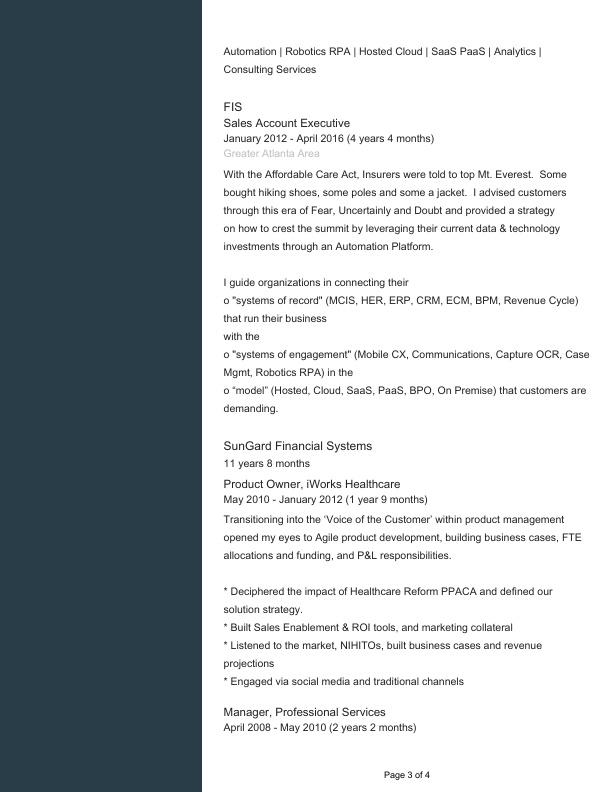 Automation | Robotics RPA | Hosted Cloud | SaaS PaaS | Analytics |
Consulting Services
FIS
Sales Account Executive
January 2012 - April 2016 (4 years 4 months)
Greater Atlanta Area
With the Affordable Care Act, Insurers were told to top Mt. Everest.  Some
bought hiking shoes, some poles and some a jacket.  I advised customers
through this era of Fear, Uncertainly and Doubt and provided a strategy
on how to crest the summit by leveraging their current data & technology
investments through an Automation Platform.
I guide organizations in connecting their
o "systems of record" (MCIS, HER, ERP, CRM, ECM, BPM, Revenue Cycle)
that run their business
with the
o "systems of engagement" (Mobile CX, Communications, Capture OCR, Case
Mgmt, Robotics RPA) in the
o “model” (Hosted, Cloud, SaaS, PaaS, BPO, On Premise) that customers are
demanding.
SunGard Financial Systems
11 years 8 months
Product Owner, iWorks Healthcare
May 2010 - January 2012 (1 year 9 months)
Transitioning into the ‘Voice of the Customer’ within product management
opened my eyes to Agile product development, building business cases, FTE
allocations and funding, and P&L responsibilities.
* Deciphered the impact of Healthcare Reform PPACA and defined our
solution strategy.
* Built Sales Enablement & ROI tools, and marketing collateral
* Listened to the market, NIHITOs, built business cases and revenue
projections
* Engaged via social media and traditional channels
Manager, Professional Services
April 2008 - May 2010 (2 years 2 months)
Page 3 of 4